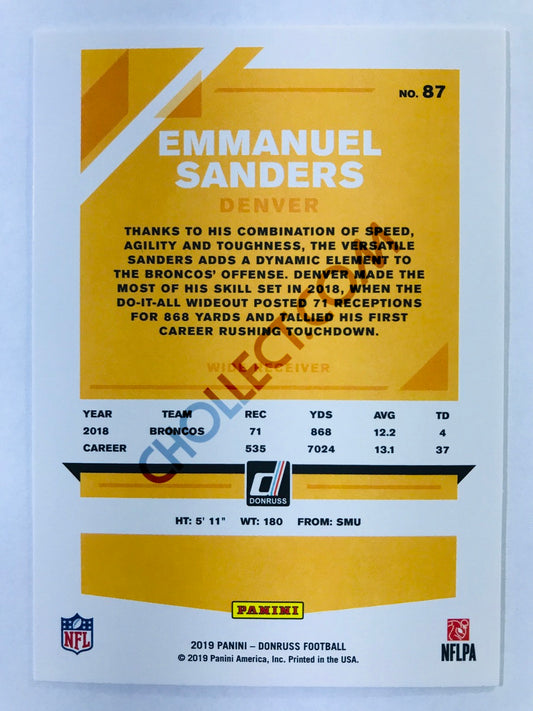 NO. 87
EMMANUEL
SANDERS
DENVER
THANKS TO HIS COMBINATION OF SPEED,
AGILITY AND TOUGHNESS, THE VERSATILE
SANDERS ADDS A DYNAMIC ELEMENT TO
THE BRONCOS' OFFENSE. DENVER MADE THE
MOST OF HIS SKILL SET IN 2018, WHEN THE
DO-IT-ALL WIDEOUT POSTED 71 RECEPTIONS
FOR 868 YARDS AND TALLIED HIS FIRST
CAREER RUSHING TOUCHDOWN.
WIDE RECEIVER
CHOLLECT.COM
YEAR TEAM REC YDS AVG TD
2018 BRONCOS 71 868 12.2 4
CAREER 535 7024 13.1 37
d
DONRUSS
HT: 5' 11" WT: 180 FROM: SMU
PANINI
NFL
2019 PANINI – DONRUSS FOOTBALL
© 2019 Panini America, Inc. Printed in the USA.
NFLPA